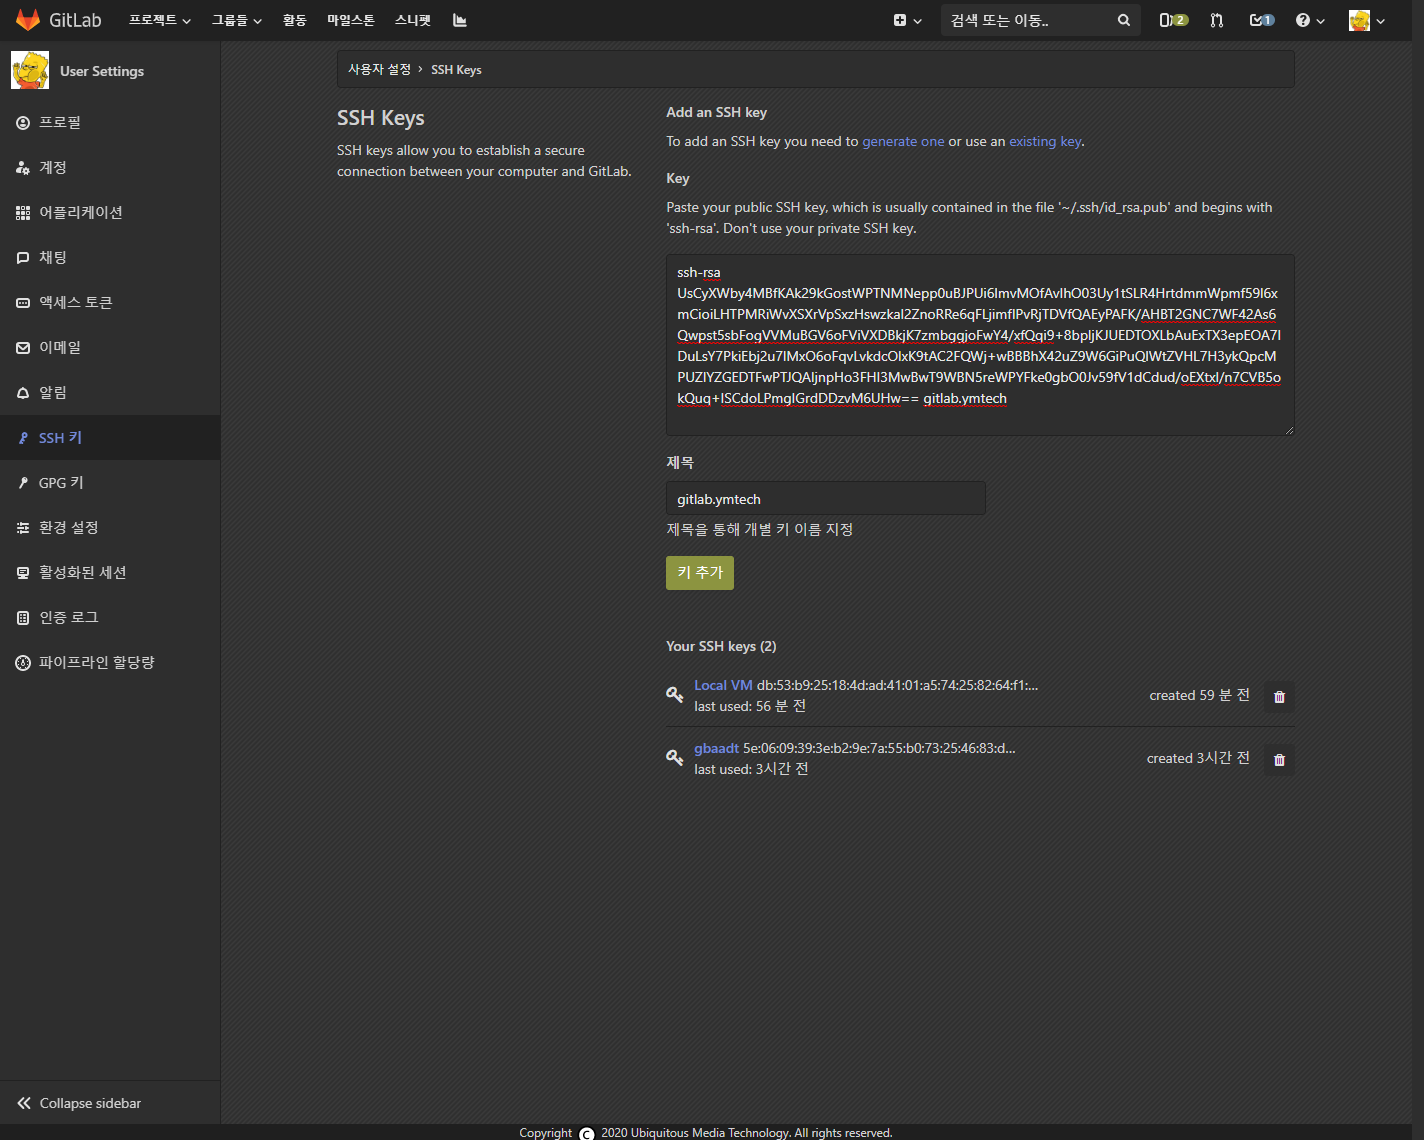 GitLab
프로젝트
그룹들
활동
마일스톤
스니펫
검색 또는 이동..
2
1
User Settings
프로필
계정
어플리케이션
채팅
액세스 토큰
이메일
알림
SSH 키
GPG 키
환경 설정
활성화된 세션
인증 로그
파이프라인 할당량
Collapse sidebar
사용자 설정 › SSH Keys
SSH Keys
SSH keys allow you to establish a secure
connection between your computer and GitLab.
Add an SSH key
To add an SSH key you need to generate one or use an existing key.
Key
Paste your public SSH key, which is usually contained in the file '~/.ssh/id_rsa.pub' and begins with
'ssh-rsa'. Don't use your private SSH key.
ssh-rsa
UsCyXWby4MBfKAk29kGostWPTNMNepp0uBJPUi6ImvMOfAvIhO03Uy1tSLR4HrtdmmWpmf59I6x
mCioiLHTPMRiWvXSXrVpSxzHswzkaI2ZnoRRe6qFLjimfIPvRjTDVfQAEyPAFK/AHBT2GNC7WF42As6
Qwpst5sbFogVVMuBGV6oFViVXDBkjK7zmbggjoFwY4/xfQqi9+8bpIjKJUEDTOXLbAuExTX3epEOA7I
DuLsY7PkiEbj2u7IMxO6oFqvLvkdcOlxK9tAC2FQWj+wBBBhX42uZ9W6GiPuQIWtZVHL7H3ykQpcM
PUZIYZGEDTFwPTJQAljnpHo3FHI3MwBwT9WBN5reWPYFke0gbO0Jv59fV1dCdud/oEXtxI/n7CVB5o
kQuq+ISCdoLPmgIGrdDDzvM6UHw== gitlab.ymtech
제목
gitlab.ymtech
제목을 통해 개별 키 이름 지정
키 추가
Your SSH keys (2)
Local VM db:53:b9:25:18:4d:ad:41:01:a5:74:25:82:64:f1:...
last used: 56 분 전
created 59 분 전
gbaadt 5e:06:09:39:3e:b2:9e:7a:55:b0:73:25:46:83:d...
last used: 3시간 전
created 3시간 전
Copyright © 2020 Ubiquitous Media Technology. All rights reserved.